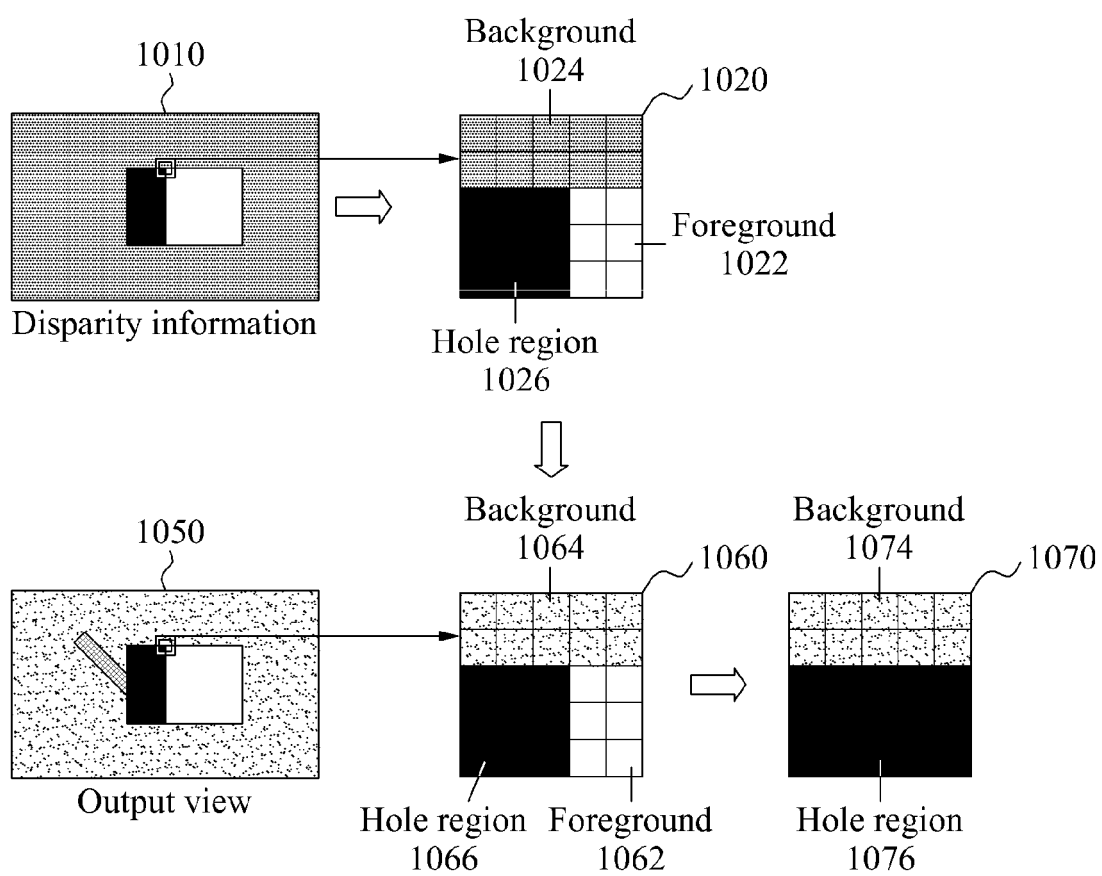 1010
Background
1024
1020
Foreground
1022
Disparity information
Hole region
1026
1050
Background
1064
1060
Background
1074
1070
Output view
Hole region
1066
Foreground
1062
Hole region
1076